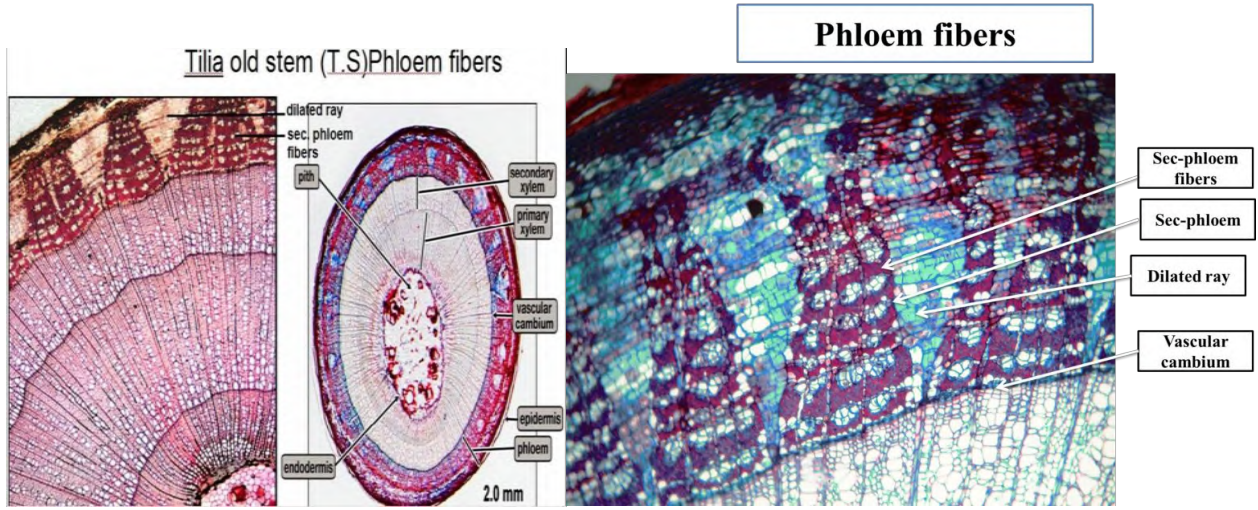 Tilia old stem (T.S)Phloem fibers
dilated ray
sec. phloem
fibers
pith
secondary
xylem
primary
xylem
vascular
cambium
epidermis
phloem
endodermis
2.0 mm
Phloem fibers
Sec-phloem
fibers
Sec-phloem
Dilated ray
Vascular
cambium